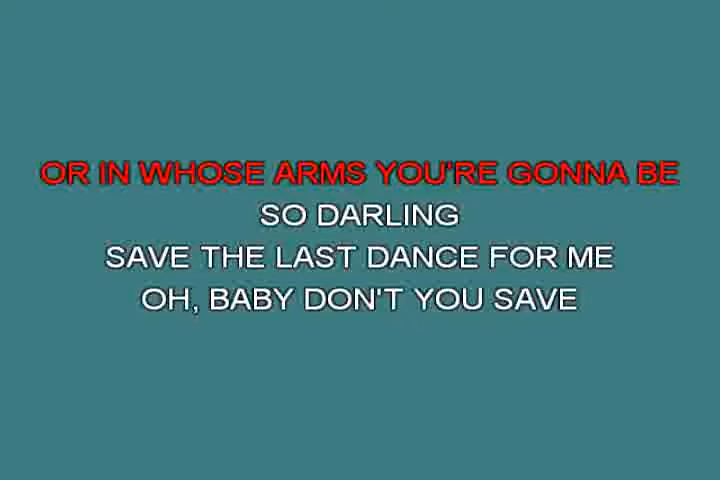 OR IN WHOSE ARMS YOU'RE GONNA BE
SO DARLING
SAVE THE LAST DANCE FOR ME
OH, BABY DON'T YOU SAVE